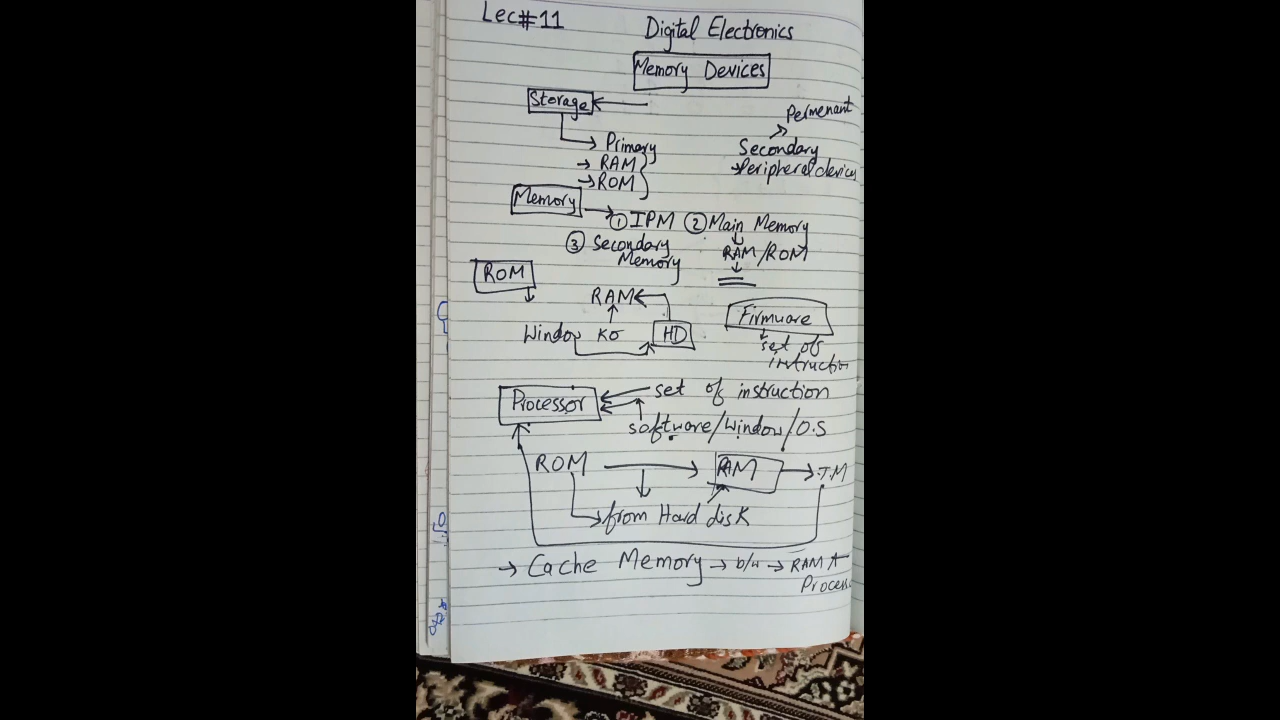 Lec#11
Digital Electronics
Memory Devices
Storage
Permenant
Primary
Secondary
→ RAM
→ Peripheral devices
→ ROM
Memory
① IPM ② Main Memory
③ Secondary
Memory
RAM/ROM
ROM
RAM
Firmware
Window Ko HD
set of
instruction
Processor
set of instruction
software/Window/O.S
ROM → RAM → I.M
from Hard disk
→ Cache Memory → b/w → RAM